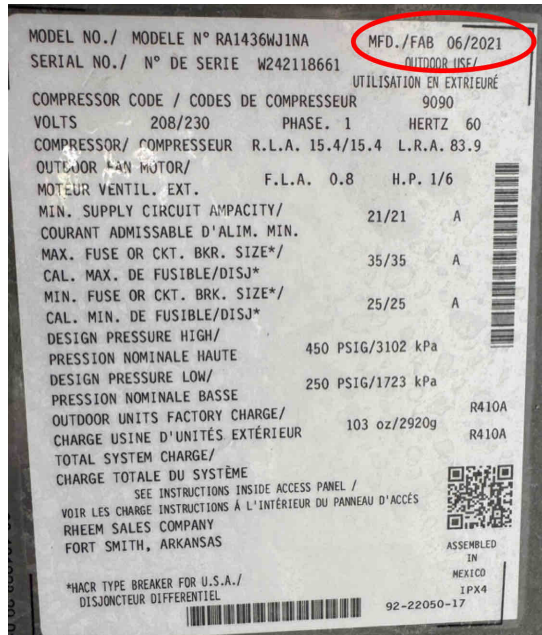 MODEL NO./ MODELE N° RA1436WJ1NA MFD./FAB 06/2021
SERIAL NO./ N° DE SERIE W242118661 OUTDOOR USE/
UTILISATION EN EXTRIEURÉ
COMPRESSOR CODE / CODES DE COMPRESSEUR 9090
VOLTS 208/230 PHASE. 1 HERTZ 60
COMPRESSOR/ COMPRESSEUR R.L.A. 15.4/15.4 L.R.A. 83.9
OUTDOOR FAN MOTOR/
MOTEUR VENTIL. EXT. F.L.A. 0.8 H.P. 1/6
MIN. SUPPLY CIRCUIT AMPACITY/
COURANT ADMISSABLE D'ALIM. MIN. 21/21 A
MAX. FUSE OR CKT. BKR. SIZE*/
CAL. MAX. DE FUSIBLE/DISJ* 35/35 A
MIN. FUSE OR CKT. BRK. SIZE*/
CAL. MIN. DE FUSIBLE/DISJ* 25/25 A
DESIGN PRESSURE HIGH/
PRESSION NOMINALE HAUTE 450 PSIG/3102 kPa
DESIGN PRESSURE LOW/
PRESSION NOMINALE BASSE 250 PSIG/1723 kPa
OUTDOOR UNITS FACTORY CHARGE/ R410A
CHARGE USINE D'UNITÉS EXTÉRIEUR 103 oz/2920g R410A
TOTAL SYSTEM CHARGE/
CHARGE TOTALE DU SYSTÈME
SEE INSTRUCTIONS INSIDE ACCESS PANEL /
VOIR LES CHARGE INSTRUCTIONS Á L'INTÉRIEUR DU PANNEAU D'ACCÉS
RHEEM SALES COMPANY
FORT SMITH, ARKANSAS
ASSEMBLED
IN
MEXICO
IPX4
*HACR TYPE BREAKER FOR U.S.A./
DISJONCTEUR DIFFERENTIEL
92-22050-17